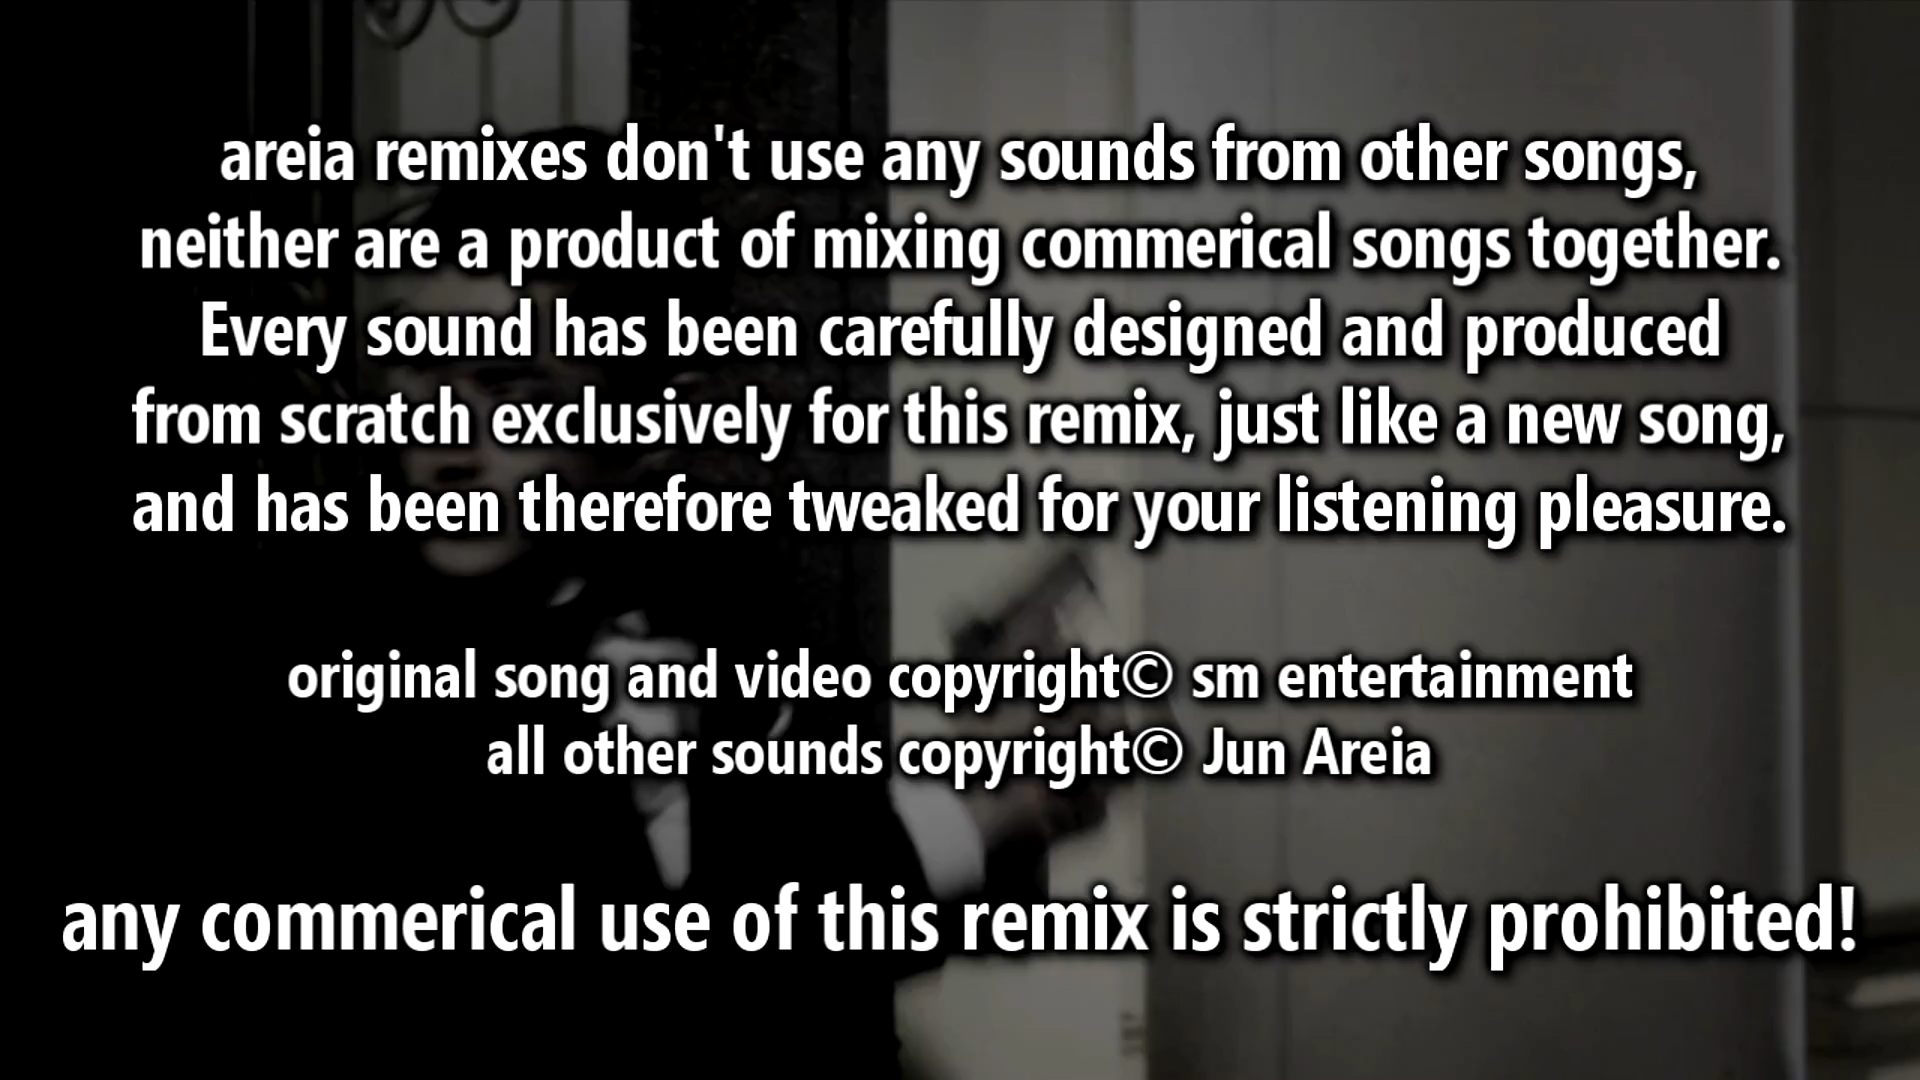 areia remixes don't use any sounds from other songs,
neither are a product of mixing commerical songs together.
Every sound has been carefully designed and produced
from scratch exclusively for this remix, just like a new song,
and has been therefore tweaked for your listening pleasure.
original song and video copyright© sm entertainment
all other sounds copyright© Jun Areia
any commerical use of this remix is strictly prohibited!